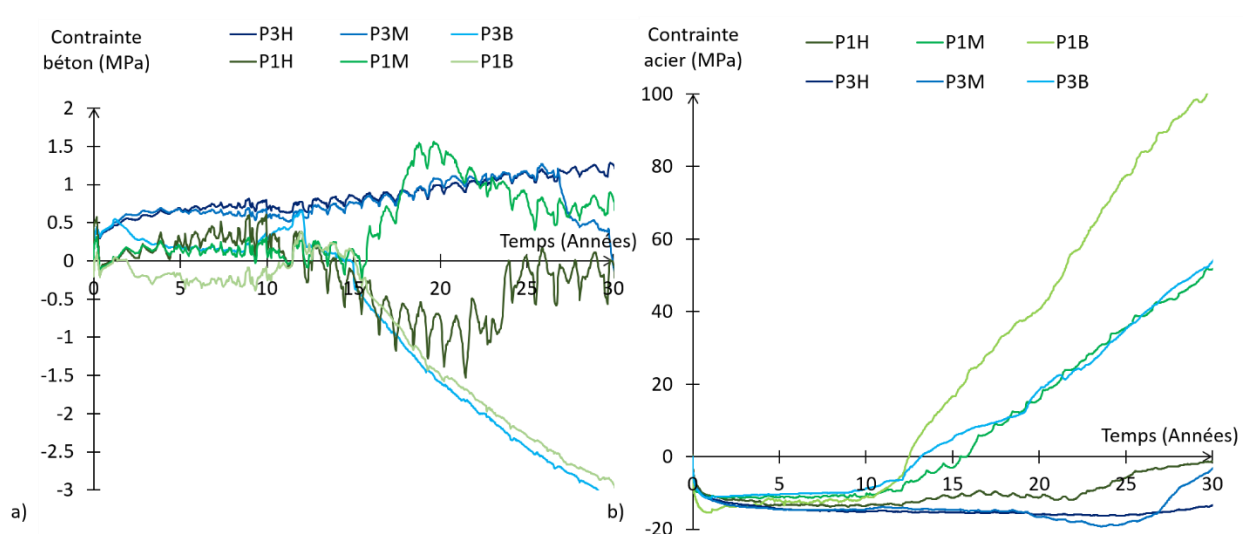 Contrainte
béton (MPa)
P3H P3M P3B
P1H P1M P1B
2
1.5
1
0.5
0
-0.5
-1
-1.5
-2
-2.5
-3
0 5 10 15 20 25 30
Temps (Années)
a)
Contrainte
acier (MPa)
P1H P1M P1B
P3H P3M P3B
100
80
60
40
20
0
-20
0 5 10 15 20 25 30
Temps (Années)
b)